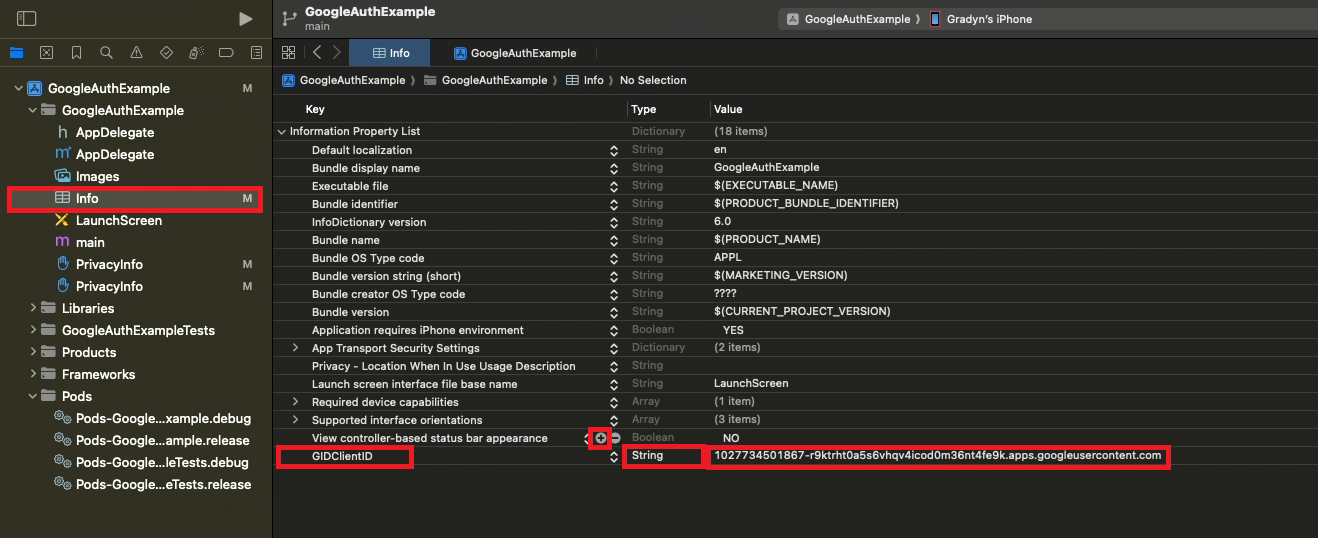 GoogleAuthExample
main
GoogleAuthExample ⟩ Gradyn's iPhone
Info
GoogleAuthExample
GoogleAuthExample ⟩ GoogleAuthExample ⟩ Info ⟩ No Selection
GoogleAuthExample M
GoogleAuthExample
AppDelegate
AppDelegate
Images
Info M
LaunchScreen
main
PrivacyInfo M
PrivacyInfo M
Libraries
GoogleAuthExampleTests
Products
Frameworks
Pods
Pods-Google...xample.debug
Pods-Google...ample.release
Pods-Google...leTests.debug
Pods-Google...eTests.release
Key Type Value
Information Property List Dictionary (18 items)
Default localization String en
Bundle display name String GoogleAuthExample
Executable file String $(EXECUTABLE_NAME)
Bundle identifier String $(PRODUCT_BUNDLE_IDENTIFIER)
InfoDictionary version String 6.0
Bundle name String $(PRODUCT_NAME)
Bundle OS Type code String APPL
Bundle version string (short) String $(MARKETING_VERSION)
Bundle creator OS Type code String ????
Bundle version String $(CURRENT_PROJECT_VERSION)
Application requires iPhone environment Boolean YES
App Transport Security Settings Dictionary (2 items)
Privacy - Location When In Use Usage Description String
Launch screen interface file base name String LaunchScreen
Required device capabilities Array (1 item)
Supported interface orientations Array (3 items)
View controller-based status bar appearance Boolean NO
GIDClientID String 1027734501867-r9ktrht0a5s6vhqv4icod0m36nt4fe9k.apps.googleusercontent.com